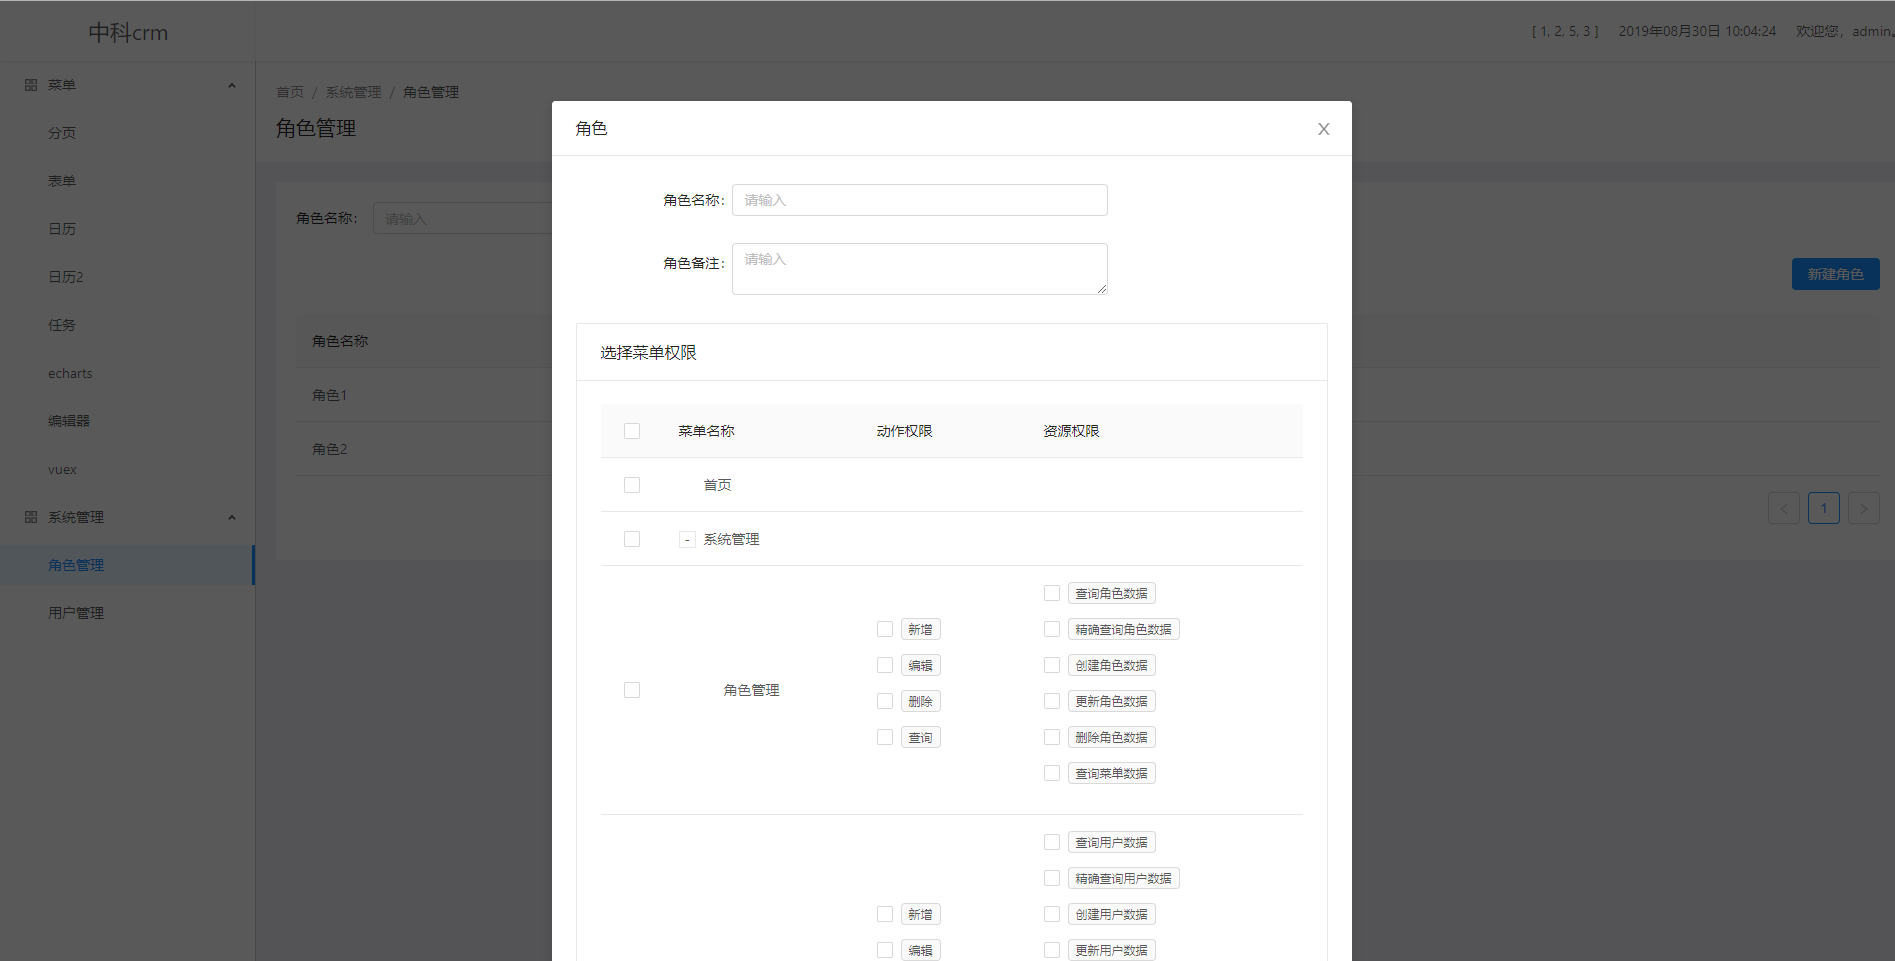 中科crm
[ 1, 2, 5, 3 ] 2019年08月30日 10:04:24 欢迎您，admin。
菜单
分页
表单
日历
日历2
任务
echarts
编辑器
vuex
系统管理
角色管理
用户管理
首页 / 系统管理 / 角色管理
角色管理
角色名称： 请输入
新建角色
角色名称
角色1
角色2
< 1 >
角色 X
角色名称： 请输入
角色备注： 请输入
选择菜单权限
菜单名称 动作权限 资源权限
首页
- 系统管理
角色管理
新增
编辑
删除
查询
查询角色数据
精确查询角色数据
创建角色数据
更新角色数据
删除角色数据
查询菜单数据
新增
编辑
查询用户数据
精确查询用户数据
创建用户数据
更新用户数据